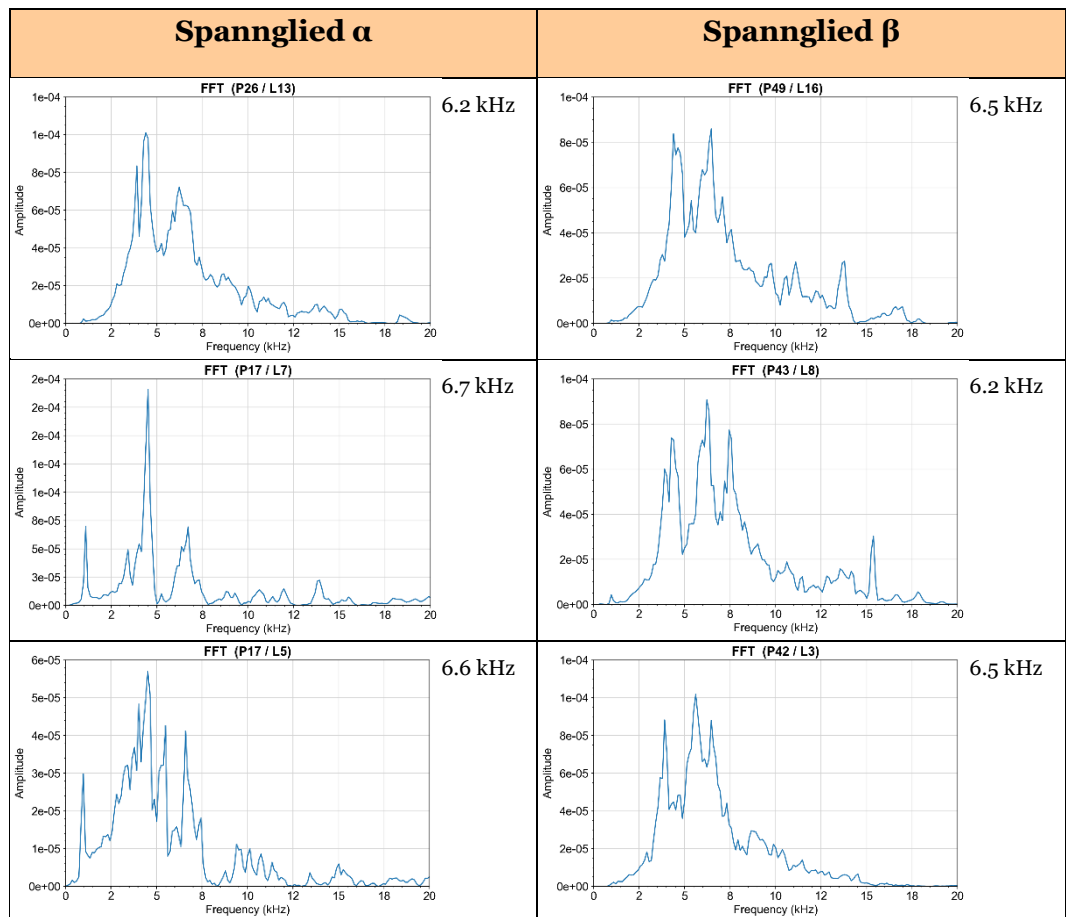 Spannglied α
Spannglied β
FFT (P26 / L13)
6.2 kHz
1e-04
1e-04
8e-05
6e-05
4e-05
2e-05
0e+00
Amplitude
0 2 5 8 10 12 15 18 20
Frequency (kHz)
FFT (P49 / L16)
6.5 kHz
1e-04
8e-05
6e-05
4e-05
2e-05
0e+00
Amplitude
0 2 5 8 10 12 15 18 20
Frequency (kHz)
FFT (P17 / L7)
6.7 kHz
2e-04
2e-04
2e-04
1e-04
1e-04
8e-05
5e-05
3e-05
0e+00
Amplitude
0 2 5 8 10 12 15 18 20
Frequency (kHz)
FFT (P43 / L8)
6.2 kHz
1e-04
8e-05
6e-05
4e-05
2e-05
0e+00
Amplitude
0 2 5 8 10 12 15 18 20
Frequency (kHz)
FFT (P17 / L5)
6.6 kHz
6e-05
5e-05
4e-05
3e-05
2e-05
1e-05
0e+00
Amplitude
0 2 5 8 10 12 15 18 20
Frequency (kHz)
FFT (P42 / L3)
6.5 kHz
1e-04
1e-04
8e-05
6e-05
4e-05
2e-05
0e+00
Amplitude
0 2 5 8 10 12 15 18 20
Frequency (kHz)